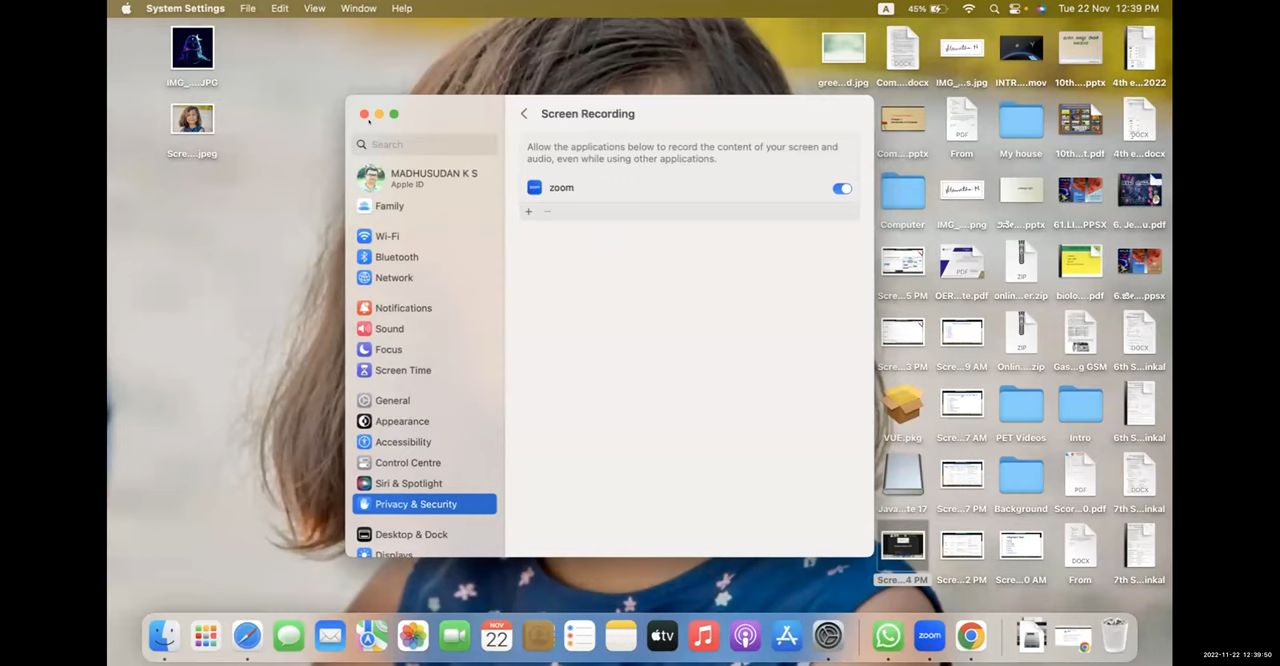 System Settings File Edit View Window Help
A 45% Tue 22 Nov 12:39 PM
IMG_....JPG
Scre....jpeg
gree...d.jpg Com....docx IMG_...s.jpg INTR....mov 10th....pptx 4th e...2022
Com....pptx From My house 10th...t.pdf 4th e...docx
Screen Recording
Allow the applications below to record the content of your screen and
audio, even while using other applications.
zoom
+ −
Search
MADHUSUDAN K S
Apple ID
Family
Wi-Fi
Bluetooth
Network
Notifications
Sound
Focus
Screen Time
General
Appearance
Accessibility
Control Centre
Siri & Spotlight
Privacy & Security
Desktop & Dock
Displays
Computer IMG_....png 61.LI...PPSX 6. Je...u.pdf
Scre...5 PM OER...te.pdf onlin...er.zip biolo....pdf
Scre...3 PM Scre...9 AM Onlin....zip Gas...g GSM 6th S...inkal
VUE.pkg Scre...7 AM PET Videos Intro 6th S...inkal
Java...te 17 Scre...7 PM Background Scor...0.pdf 7th S...inkal
Scre...4 PM Scre...2 PM Scre...0 AM From 7th S...inkal
PDF DOCX ZIP
NOV
22
tv
zoom
2022-11-22 12:39:50